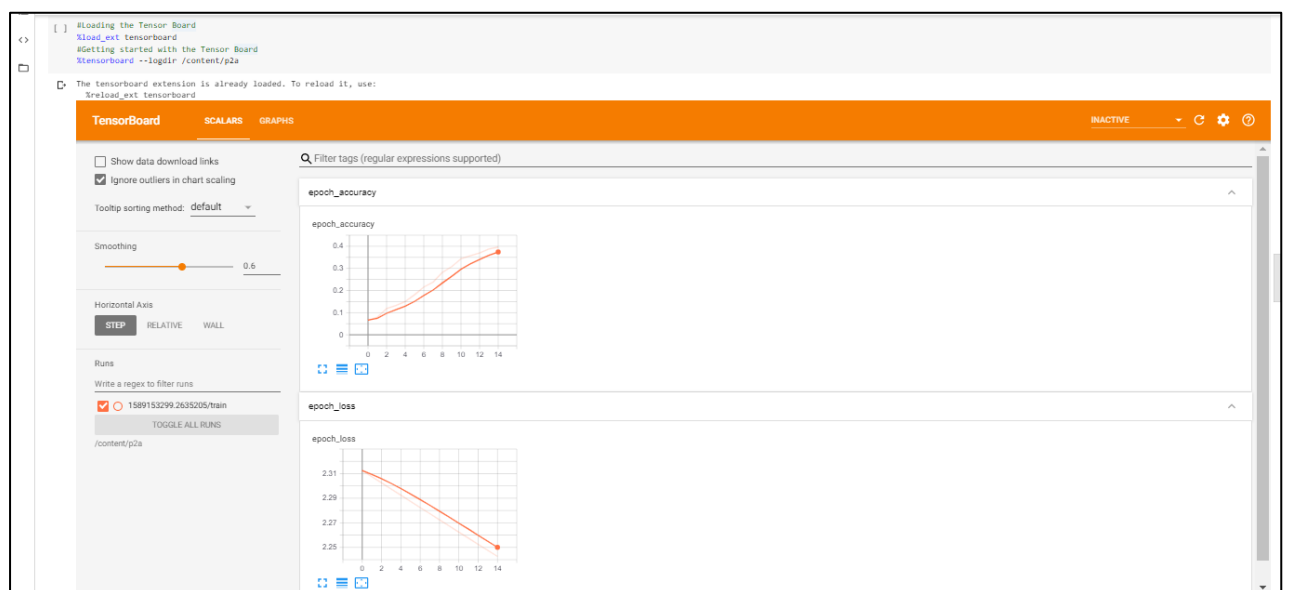 [ ] #Loading the Tensor Board
%load_ext tensorboard
#Getting started with the Tensor Board
%tensorboard --logdir /content/p2a
The tensorboard extension is already loaded. To reload it, use:
%reload_ext tensorboard
TensorBoard SCALARS GRAPHS INACTIVE
Show data download links
Ignore outliers in chart scaling
Tooltip sorting method: default
Smoothing
0.6
Horizontal Axis
STEP RELATIVE WALL
Runs
Write a regex to filter runs
1589153299.2635205/train
TOGGLE ALL RUNS
/content/p2a
Filter tags (regular expressions supported)
epoch_accuracy
epoch_accuracy
0.4
0.3
0.2
0.1
0
0 2 4 6 8 10 12 14
epoch_loss
epoch_loss
2.31
2.29
2.27
2.25
0 2 4 6 8 10 12 14